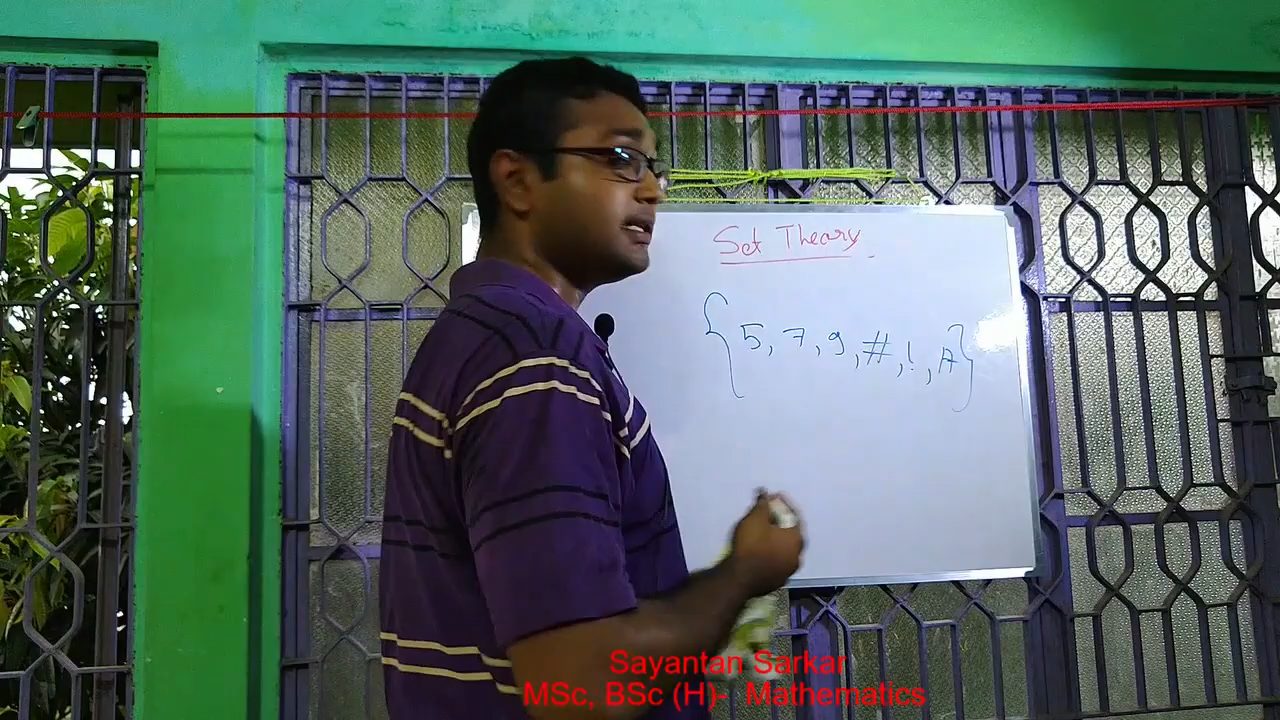 Set Theory
{5, 7, 9, #, !, A}
Sayantan Sarkar
MSc, BSc (H)- Mathematics